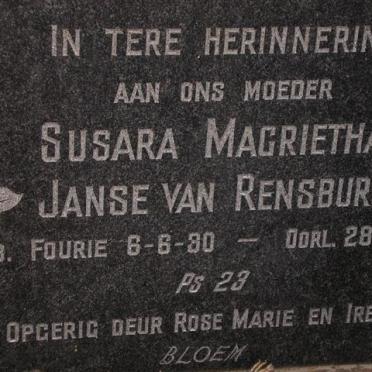 IN TERE HERINNERIN
AAN ONS MOEDER
SUSARA MAGRIETHA
JANSE VAN RENSBUR
B. FOURIE 6-6-30 — OORL. 28
PS 23
OPGERIG DEUR ROSE MARIE EN IRE
BLOEM